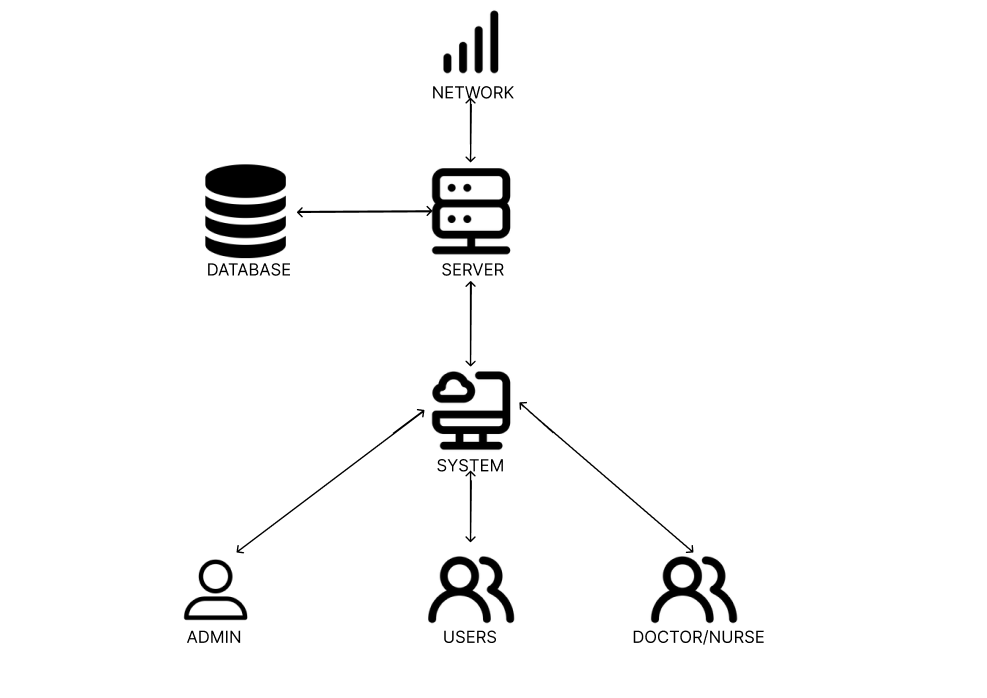 NETWORK
DATABASE
SERVER
SYSTEM
ADMIN
USERS
DOCTOR/NURSE